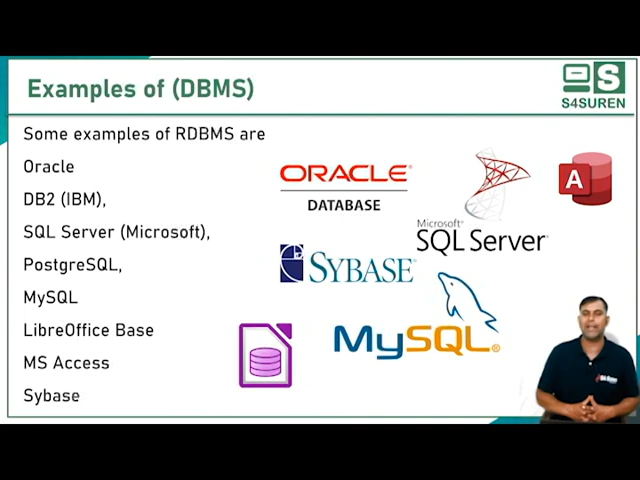 Examples of (DBMS)
S4SUREN
Some examples of RDBMS are
Oracle
DB2 (IBM),
SQL Server (Microsoft),
PostgreSQL,
MySQL
LibreOffice Base
MS Access
Sybase
ORACLE®
DATABASE
Microsoft®
SQL Server®
A
SYBASE®
MySQL®